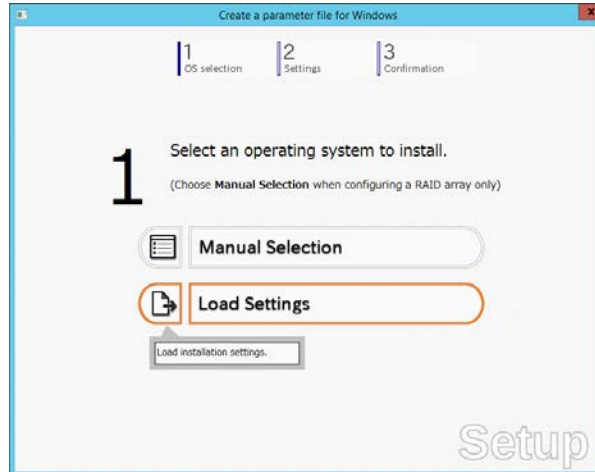 Create a parameter file for Windows
x
1 2 3
OS selection Settings Confirmation
1
Select an operating system to install.
(Choose Manual Selection when configuring a RAID array only)
Manual Selection
Load Settings
Load installation settings.
Setup